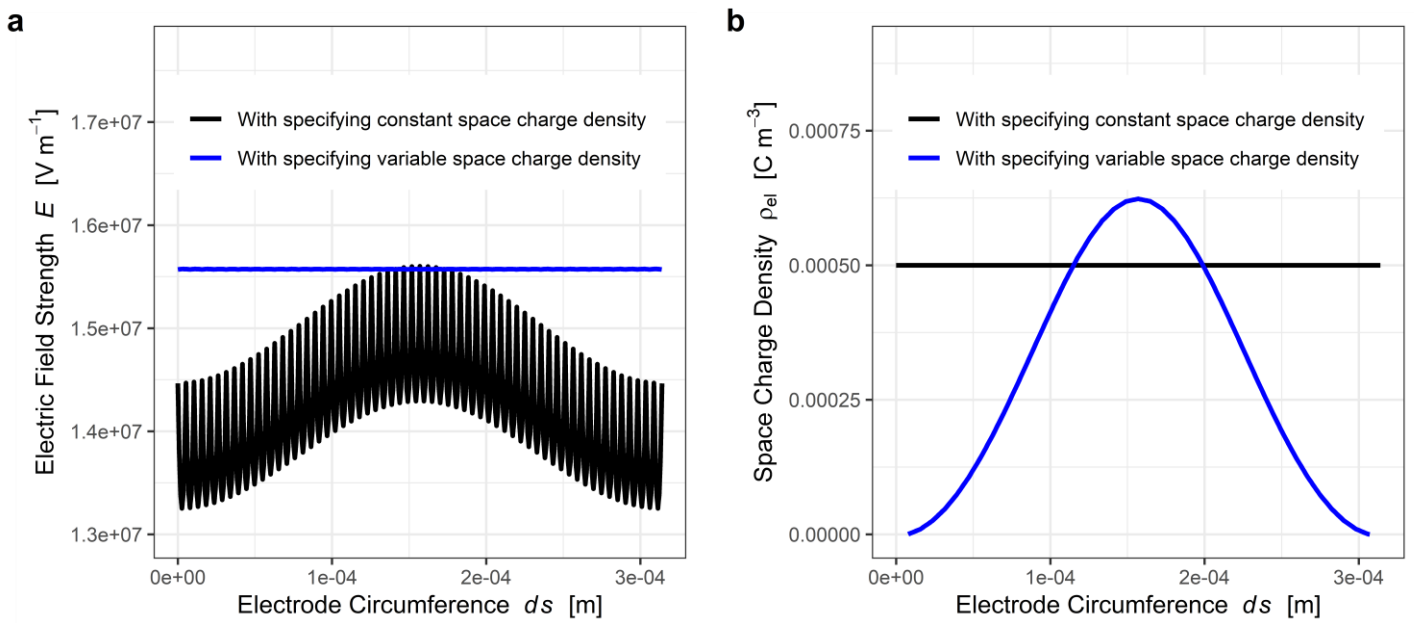 a
Electric Field Strength E [V m⁻¹]
1.7e+07
1.6e+07
1.5e+07
1.4e+07
1.3e+07
With specifying constant space charge density
With specifying variable space charge density
0e+00 1e-04 2e-04 3e-04
Electrode Circumference ds [m]
b
Space Charge Density ρel [C m⁻³]
0.00075
0.00050
0.00025
0.00000
With specifying constant space charge density
With specifying variable space charge density
0e+00 1e-04 2e-04 3e-04
Electrode Circumference ds [m]